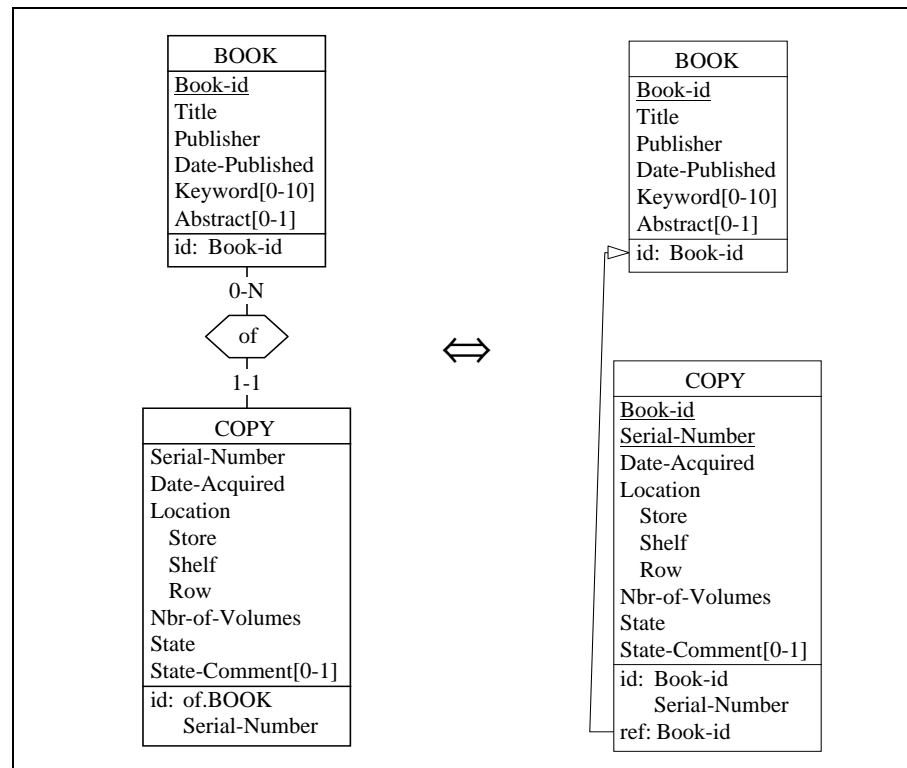 BOOK
Book-id
Title
Publisher
Date-Published
Keyword[0-10]
Abstract[0-1]
id: Book-id
0-N
of
1-1
COPY
Serial-Number
Date-Acquired
Location
Store
Shelf
Row
Nbr-of-Volumes
State
State-Comment[0-1]
id: of.BOOK
Serial-Number
⇔
BOOK
Book-id
Title
Publisher
Date-Published
Keyword[0-10]
Abstract[0-1]
id: Book-id
COPY
Book-id
Serial-Number
Date-Acquired
Location
Store
Shelf
Row
Nbr-of-Volumes
State
State-Comment[0-1]
id: Book-id
Serial-Number
ref: Book-id